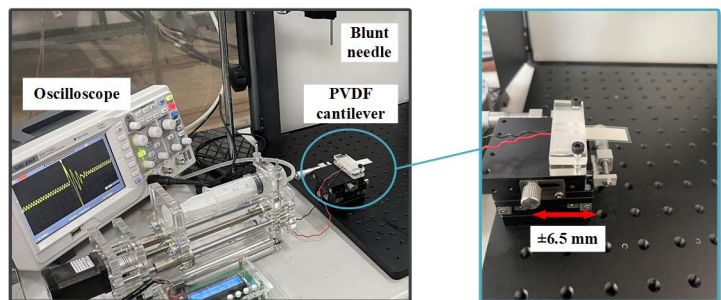 Blunt
needle
Oscilloscope
PVDF
cantilever
±6.5 mm